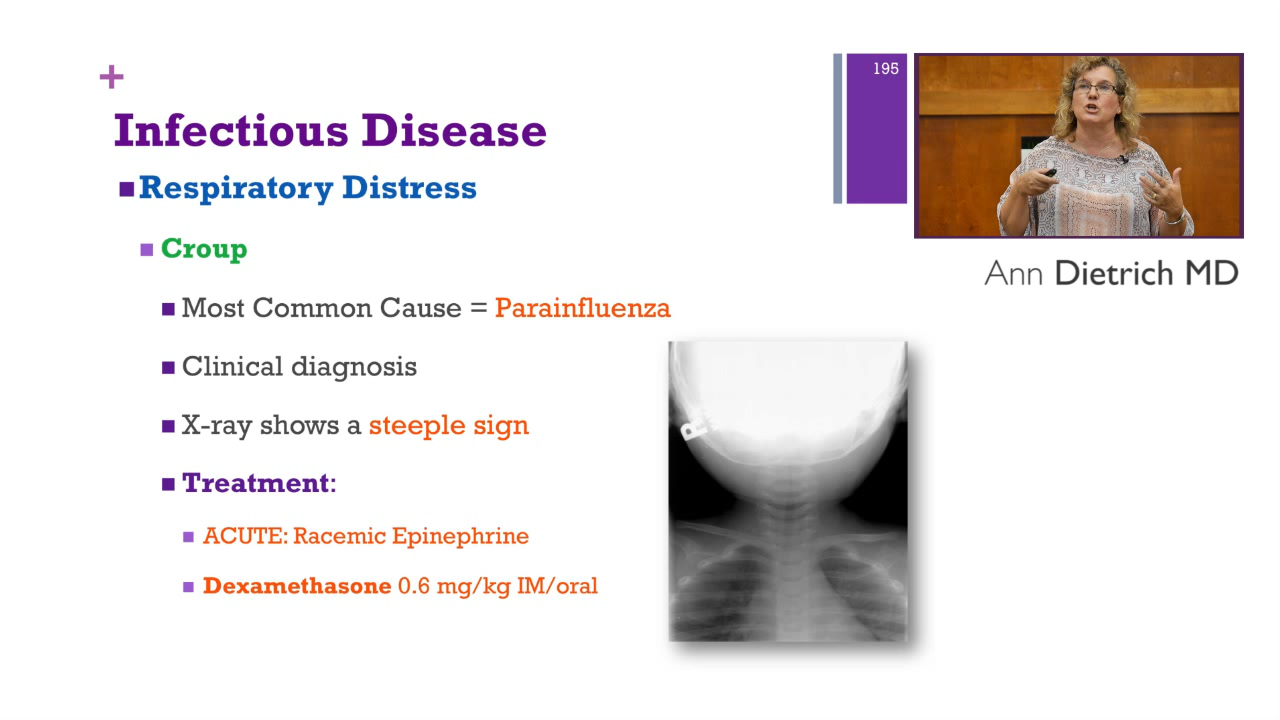 +
195
Infectious Disease
Respiratory Distress
Croup
Most Common Cause = Parainfluenza
Clinical diagnosis
X-ray shows a steeple sign
Treatment:
ACUTE: Racemic Epinephrine
Dexamethasone 0.6 mg/kg IM/oral
Ann Dietrich MD
R